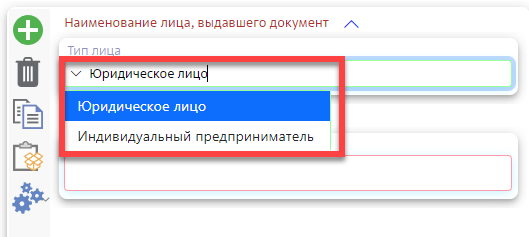 Наименование лица, выдавшего документ
Тип лица
Юридическое лицо
Юридическое лицо
Индивидуальный предприниматель